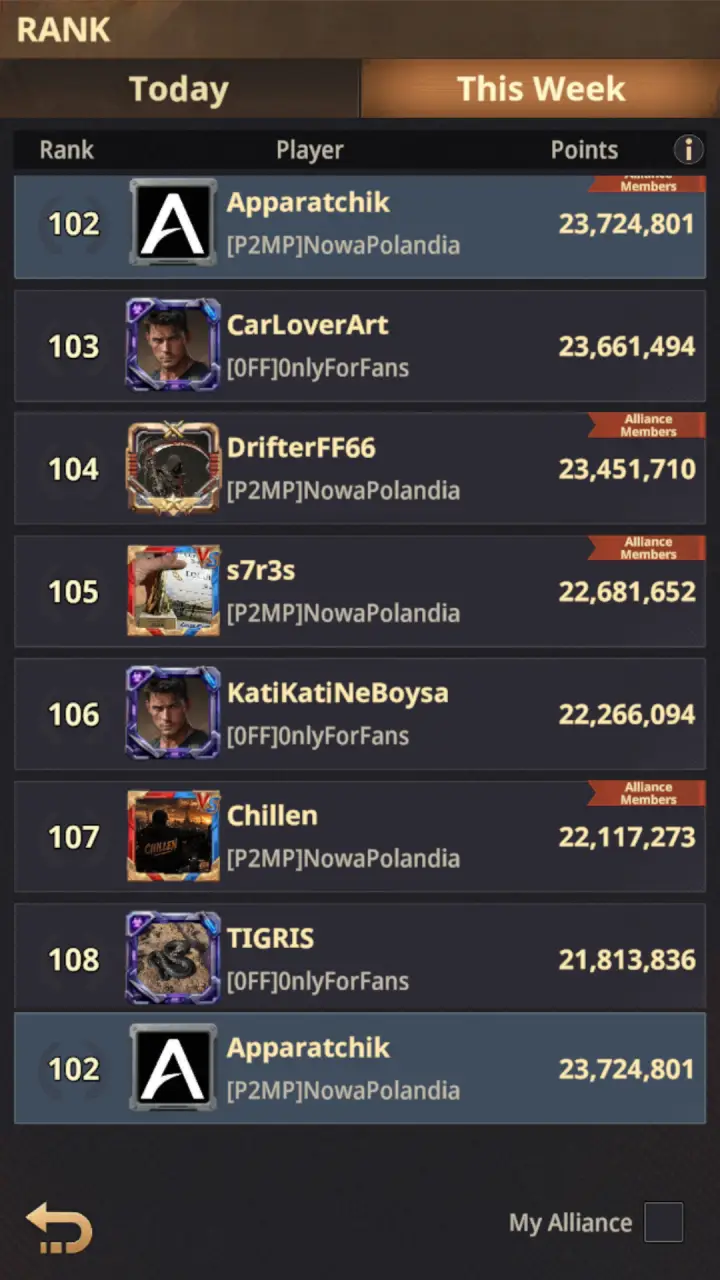 RANK
Today
This Week
Rank
Player
Points
i
Alliance
Members
102
Apparatchik
[P2MP]NowaPolandia
23,724,801
103
CarLoverArt
[0FF]0nlyForFans
23,661,494
Alliance
Members
104
DrifterFF66
[P2MP]NowaPolandia
23,451,710
Alliance
Members
105
VS
s7r3s
[P2MP]NowaPolandia
22,681,652
106
KatiKatiNeBoysa
[0FF]0nlyForFans
22,266,094
Alliance
Members
107
VS
CHILLEN
Chillen
[P2MP]NowaPolandia
22,117,273
108
TIGRIS
[0FF]0nlyForFans
21,813,836
102
Apparatchik
[P2MP]NowaPolandia
23,724,801
My Alliance